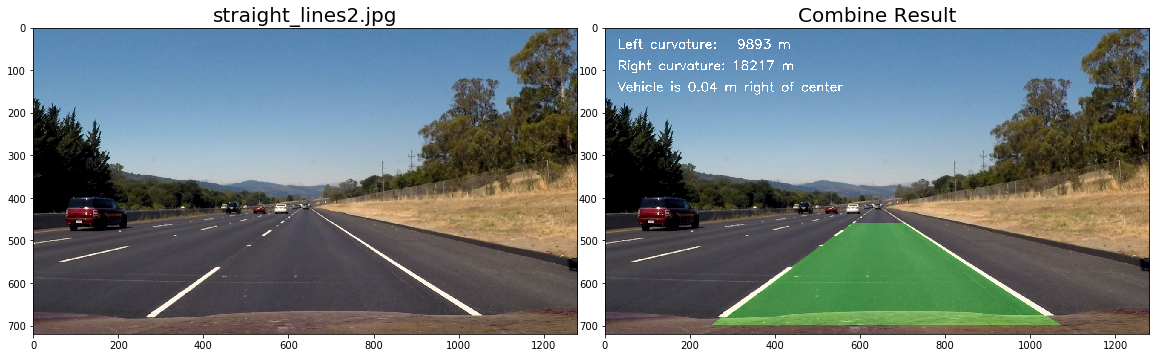 straight_lines2.jpg
Combine Result
0
100
200
300
400
500
600
700
0 200 400 600 800 1000 1200
0
100
200
300
400
500
600
700
0 200 400 600 800 1000 1200
Left curvature: 9893 m
Right curvature: 18217 m
Vehicle is 0.04 m right of center